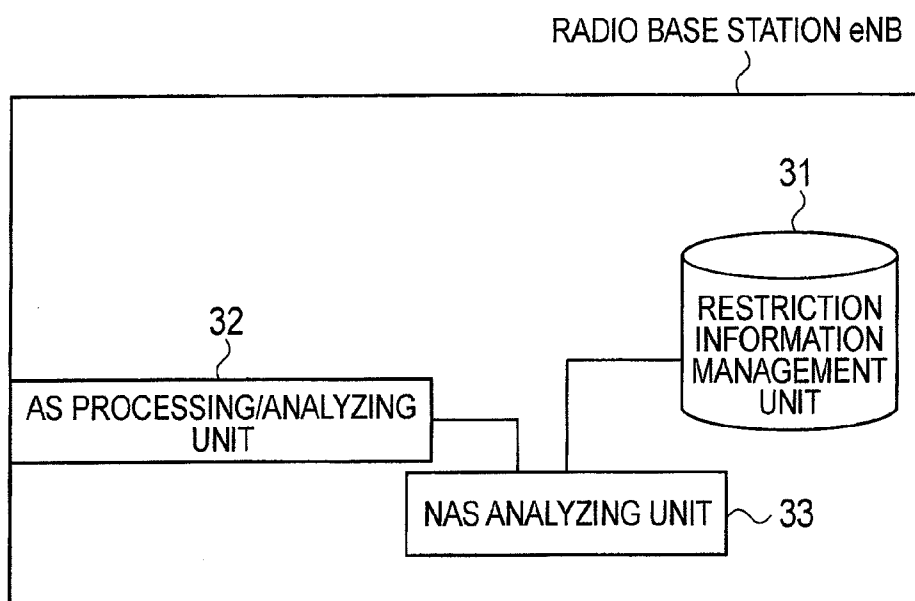 RADIO BASE STATION eNB
31
RESTRICTION
INFORMATION
MANAGEMENT
UNIT
32
AS PROCESSING/ANALYZING
UNIT
NAS ANALYZING UNIT
33